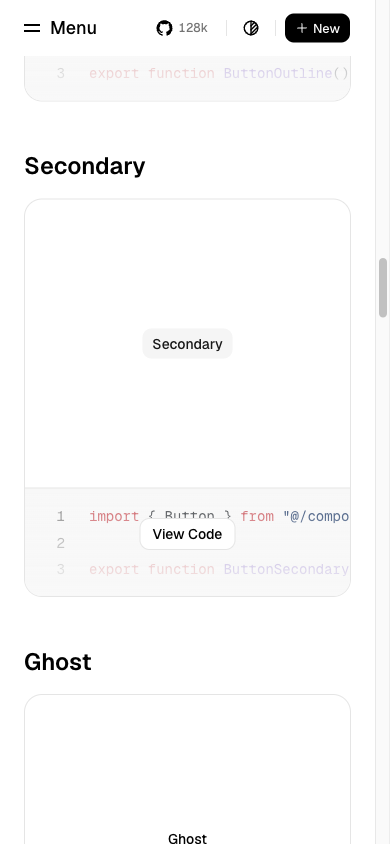 Menu
128k
+ New
3 export function ButtonOutline()
Secondary
Secondary
1 import { Button } from "@/compo
2
View Code
3 export function ButtonSecondary
Ghost
Ghost